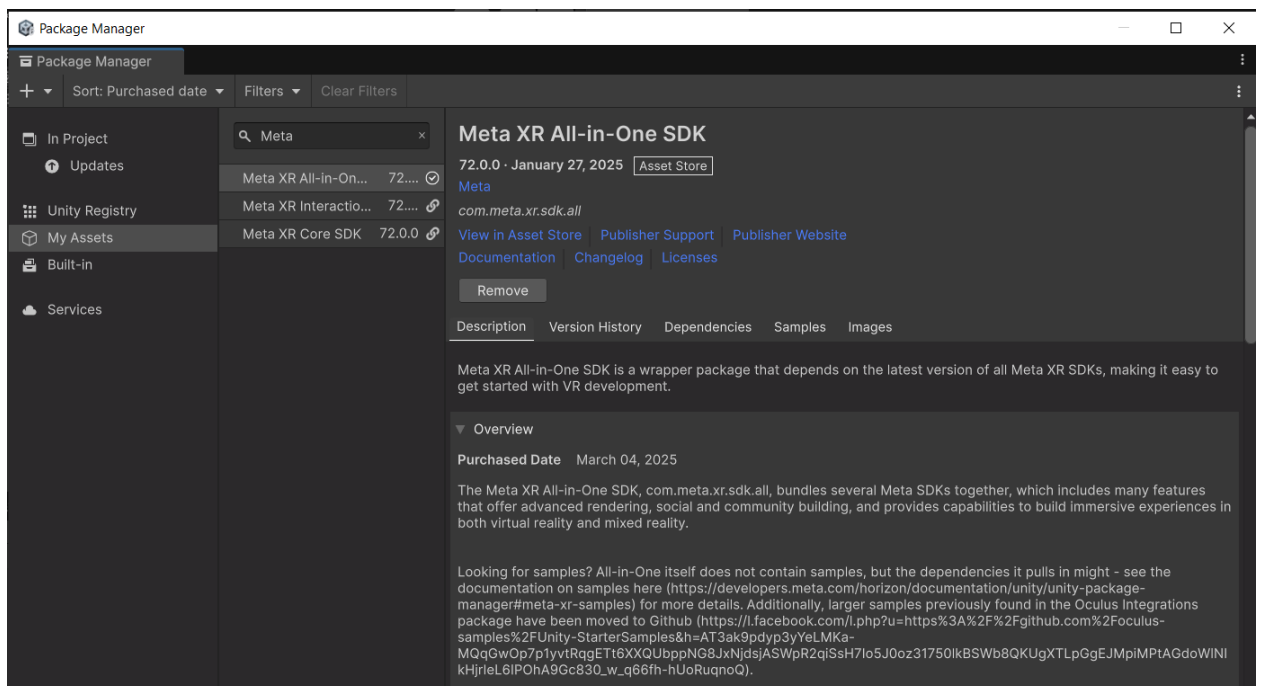 Package Manager
Package Manager
Sort: Purchased date
Filters
Clear Filters
In Project
Updates
Unity Registry
My Assets
Built-in
Services
Meta
Meta XR All-in-On... 72....
Meta XR Interactio... 72....
Meta XR Core SDK 72.0.0
Meta XR All-in-One SDK
72.0.0 · January 27, 2025 Asset Store
Meta
com.meta.xr.sdk.all
View in Asset Store Publisher Support Publisher Website
Documentation Changelog Licenses
Remove
Description Version History Dependencies Samples Images
Meta XR All-in-One SDK is a wrapper package that depends on the latest version of all Meta XR SDKs, making it easy to
get started with VR development.
Overview
Purchased Date March 04, 2025
The Meta XR All-in-One SDK, com.meta.xr.sdk.all, bundles several Meta SDKs together, which includes many features
that offer advanced rendering, social and community building, and provides capabilities to build immersive experiences in
both virtual reality and mixed reality.
Looking for samples? All-in-One itself does not contain samples, but the dependencies it pulls in might - see the
documentation on samples here (https://developers.meta.com/horizon/documentation/unity/unity-package-
manager#meta-xr-samples) for more details. Additionally, larger samples previously found in the Oculus Integrations
package have been moved to Github (https://l.facebook.com/l.php?u=https%3A%2F%2Fgithub.com%2Foculus-
samples%2FUnity-StarterSamples&h=AT3ak9pdyp3yYeLMKa-
MQqGwOp7p1yvtRqgETt6XXQUbppNG8JxNjdsjASWpR2qiSsH7Io5J0oz31750lkBSWb8QKUgXTLpGgEJMpiMPtAGdoWlNl
kHjrleL6lPOhA9Gc830_w_q66fh-hUoRuqnoQ).